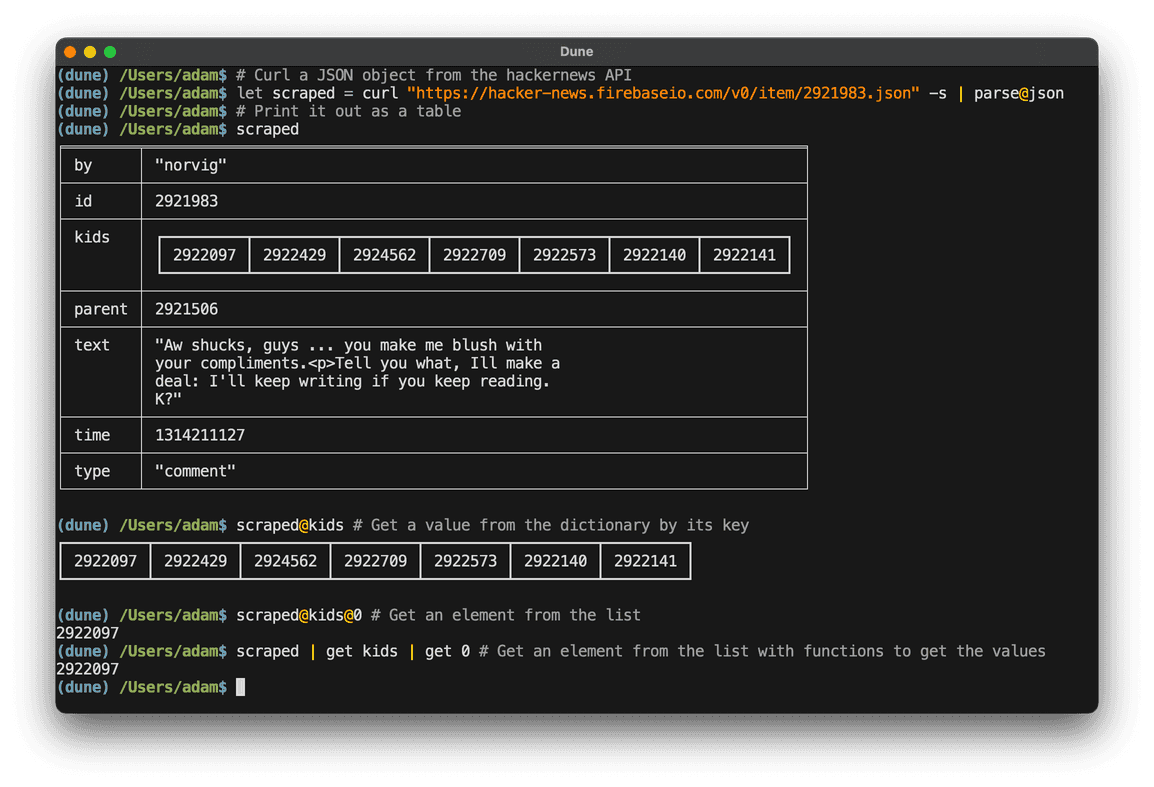 Dune
(dune) /Users/adam$ # Curl a JSON object from the hackernews API
(dune) /Users/adam$ let scraped = curl "https://hacker-news.firebaseio.com/v0/item/2921983.json" -s | parse@json
(dune) /Users/adam$ # Print it out as a table
(dune) /Users/adam$ scraped
by "norvig"
id 2921983
kids 2922097 2922429 2924562 2922709 2922573 2922140 2922141
parent 2921506
text "Aw shucks, guys ... you make me blush with
your compliments.<p>Tell you what, Ill make a
deal: I'll keep writing if you keep reading.
K?"
time 1314211127
type "comment"
(dune) /Users/adam$ scraped@kids # Get a value from the dictionary by its key
2922097 2922429 2924562 2922709 2922573 2922140 2922141
(dune) /Users/adam$ scraped@kids@0 # Get an element from the list
2922097
(dune) /Users/adam$ scraped | get kids | get 0 # Get an element from the list with functions to get the values
2922097
(dune) /Users/adam$